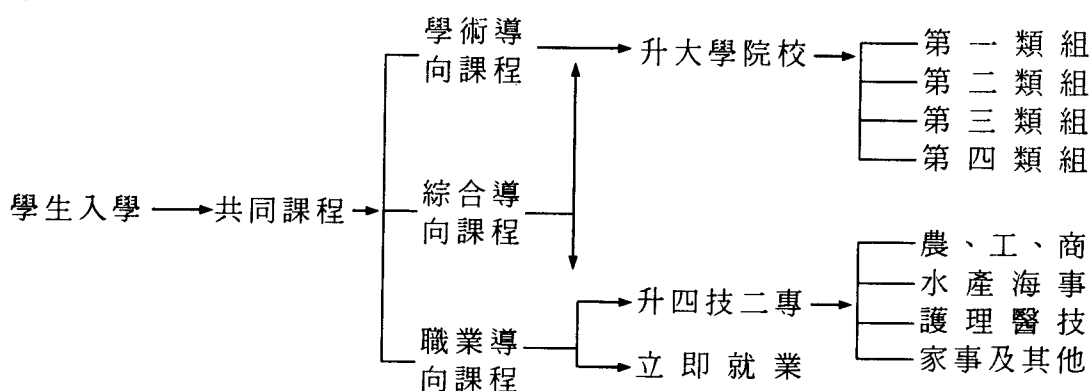 學術導
向課程
升大學院校
第一類組
第二類組
第三類組
第四類組
學生入學
共同課程
綜合導
向課程
農、工、商
水產海事
護理醫技
家事及其他
升四技二專
職業導
向課程
立即就業